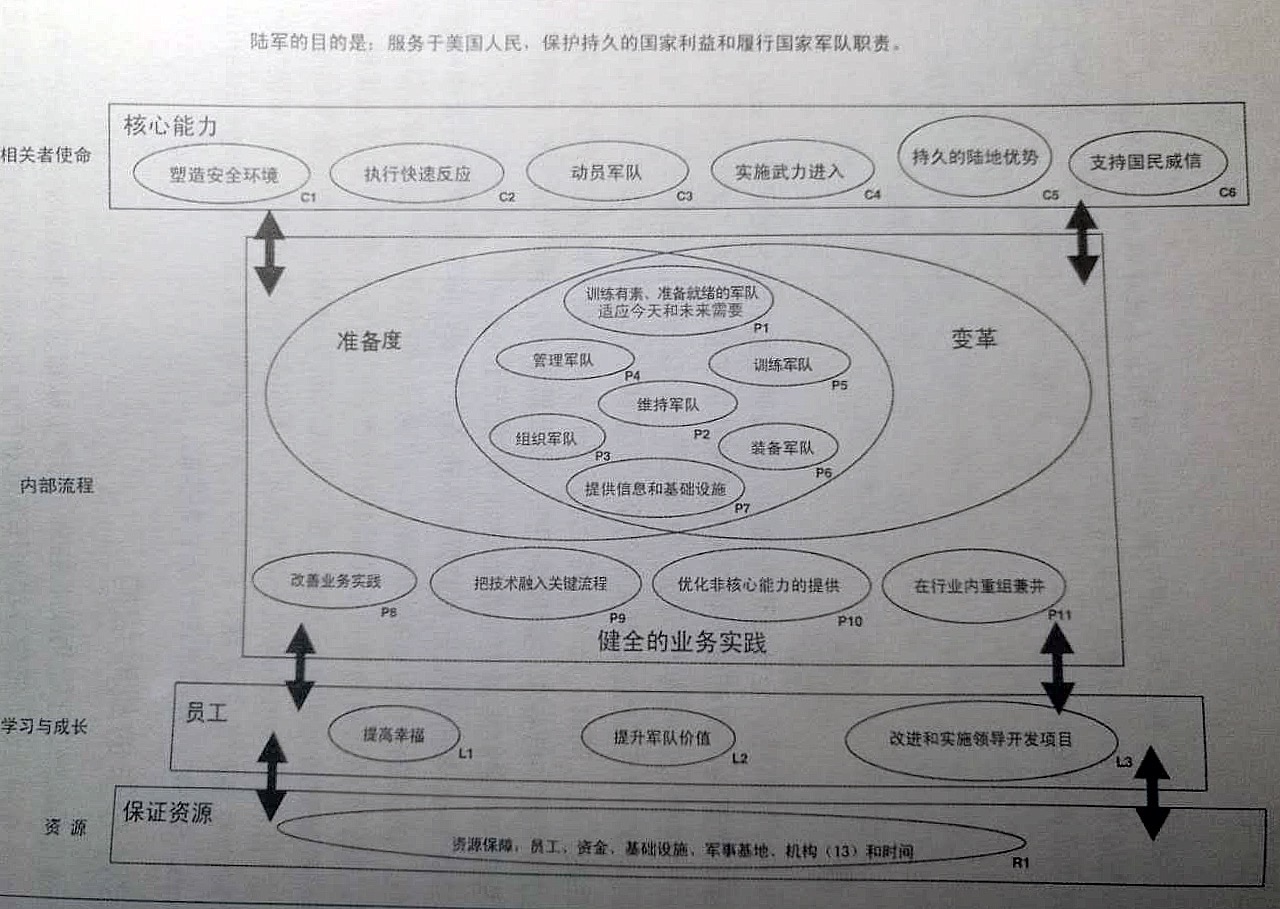 陆军的目的是：服务于美国人民，保护持久的国家利益和履行国家军队职责。
核心能力
相关者使命
塑造安全环境
C1
执行快速反应
C2
动员军队
C3
实施武力进入
C4
持久的陆地优势
C5
支持国民威信
C6
准备度
变革
训练有素、准备就绪的军队
适应今天和未来需要
P1
管理军队
P4
训练军队
P5
维持军队
P2
组织军队
P3
装备军队
P6
提供信息和基础设施
P7
内部流程
改善业务实践
P8
把技术融入关键流程
P9
优化非核心能力的提供
P10
在行业内重组兼并
P11
健全的业务实践
学习与成长
员工
提高幸福
L1
提升军队价值
L2
改进和实施领导开发项目
L3
资 源
保证资源
资源保障，员工、资金、基础设施、军事基地、机构（13）和时间
R1